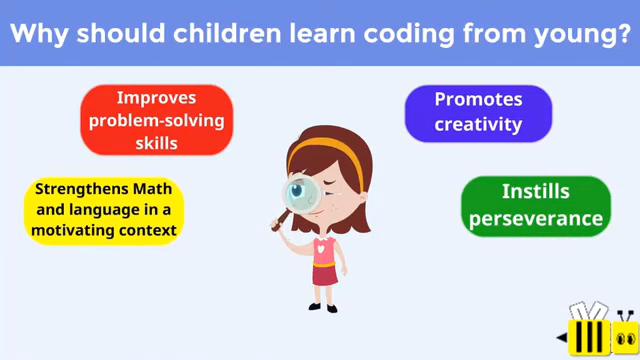 Why should children learn coding from young?
Improves
problem-solving
skills
Promotes
creativity
Strengthens Math
and language in a
motivating context
Instills
perseverance